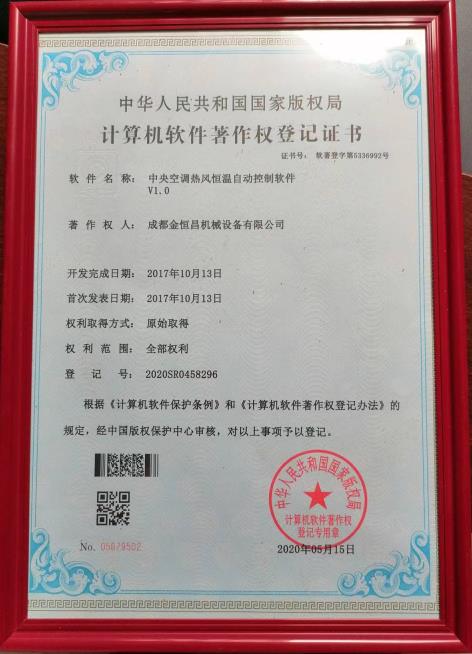 中华人民共和国国家版权局
计算机软件著作权登记证书
证书号： 软著登字第5336992号
软件名称： 中央空调热风恒温自动控制软件
V1.0
著作权人： 成都金恒昌机械设备有限公司
开发完成日期： 2017年10月13日
首次发表日期： 2017年10月13日
权利取得方式： 原始取得
权利范围： 全部权利
登记号： 2020SR0458296
根据《计算机软件保护条例》和《计算机软件著作权登记办法》的
规定，经中国版权保护中心审核，对以上事项予以登记。
中华人民共和国国家版权局
计算机软件著作权
登记专用章
No. 05679502
2020年05月15日